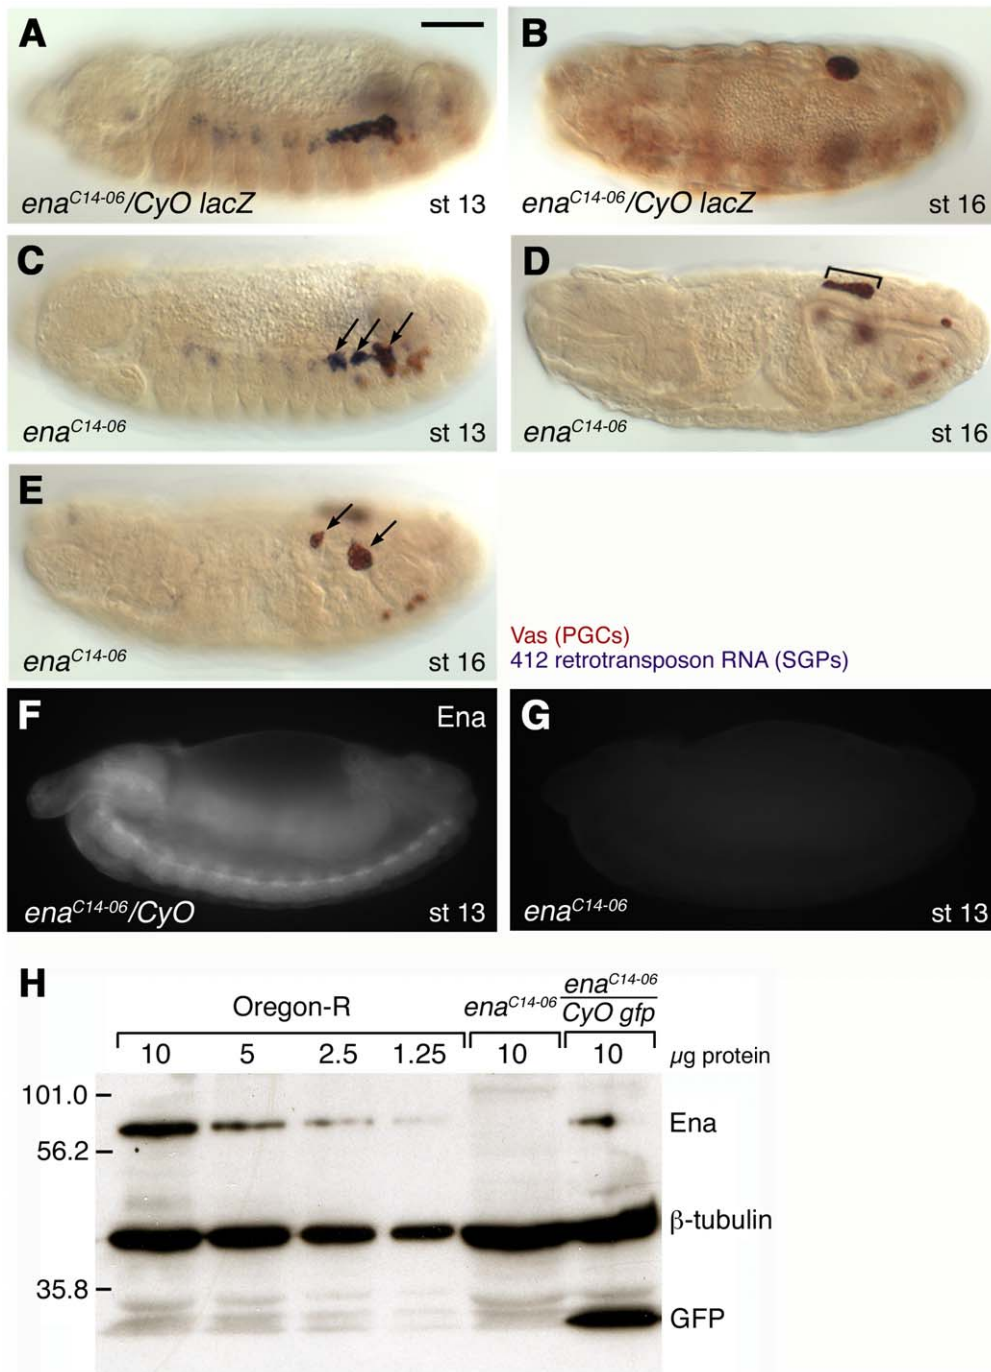 A
ena^C14-06/CyO lacZ
st 13
B
ena^C14-06/CyO lacZ
st 16
C
ena^C14-06
st 13
D
ena^C14-06
st 16
E
ena^C14-06
st 16
Vas (PGCs)
412 retrotransposon RNA (SGPs)
F
Ena
ena^C14-06/CyO
st 13
G
ena^C14-06
st 13
H
Oregon-R
ena^C14-06
ena^C14-06
CyO gfp
10 5 2.5 1.25 10 10 µg protein
101.0
Ena
56.2
β-tubulin
35.8
GFP